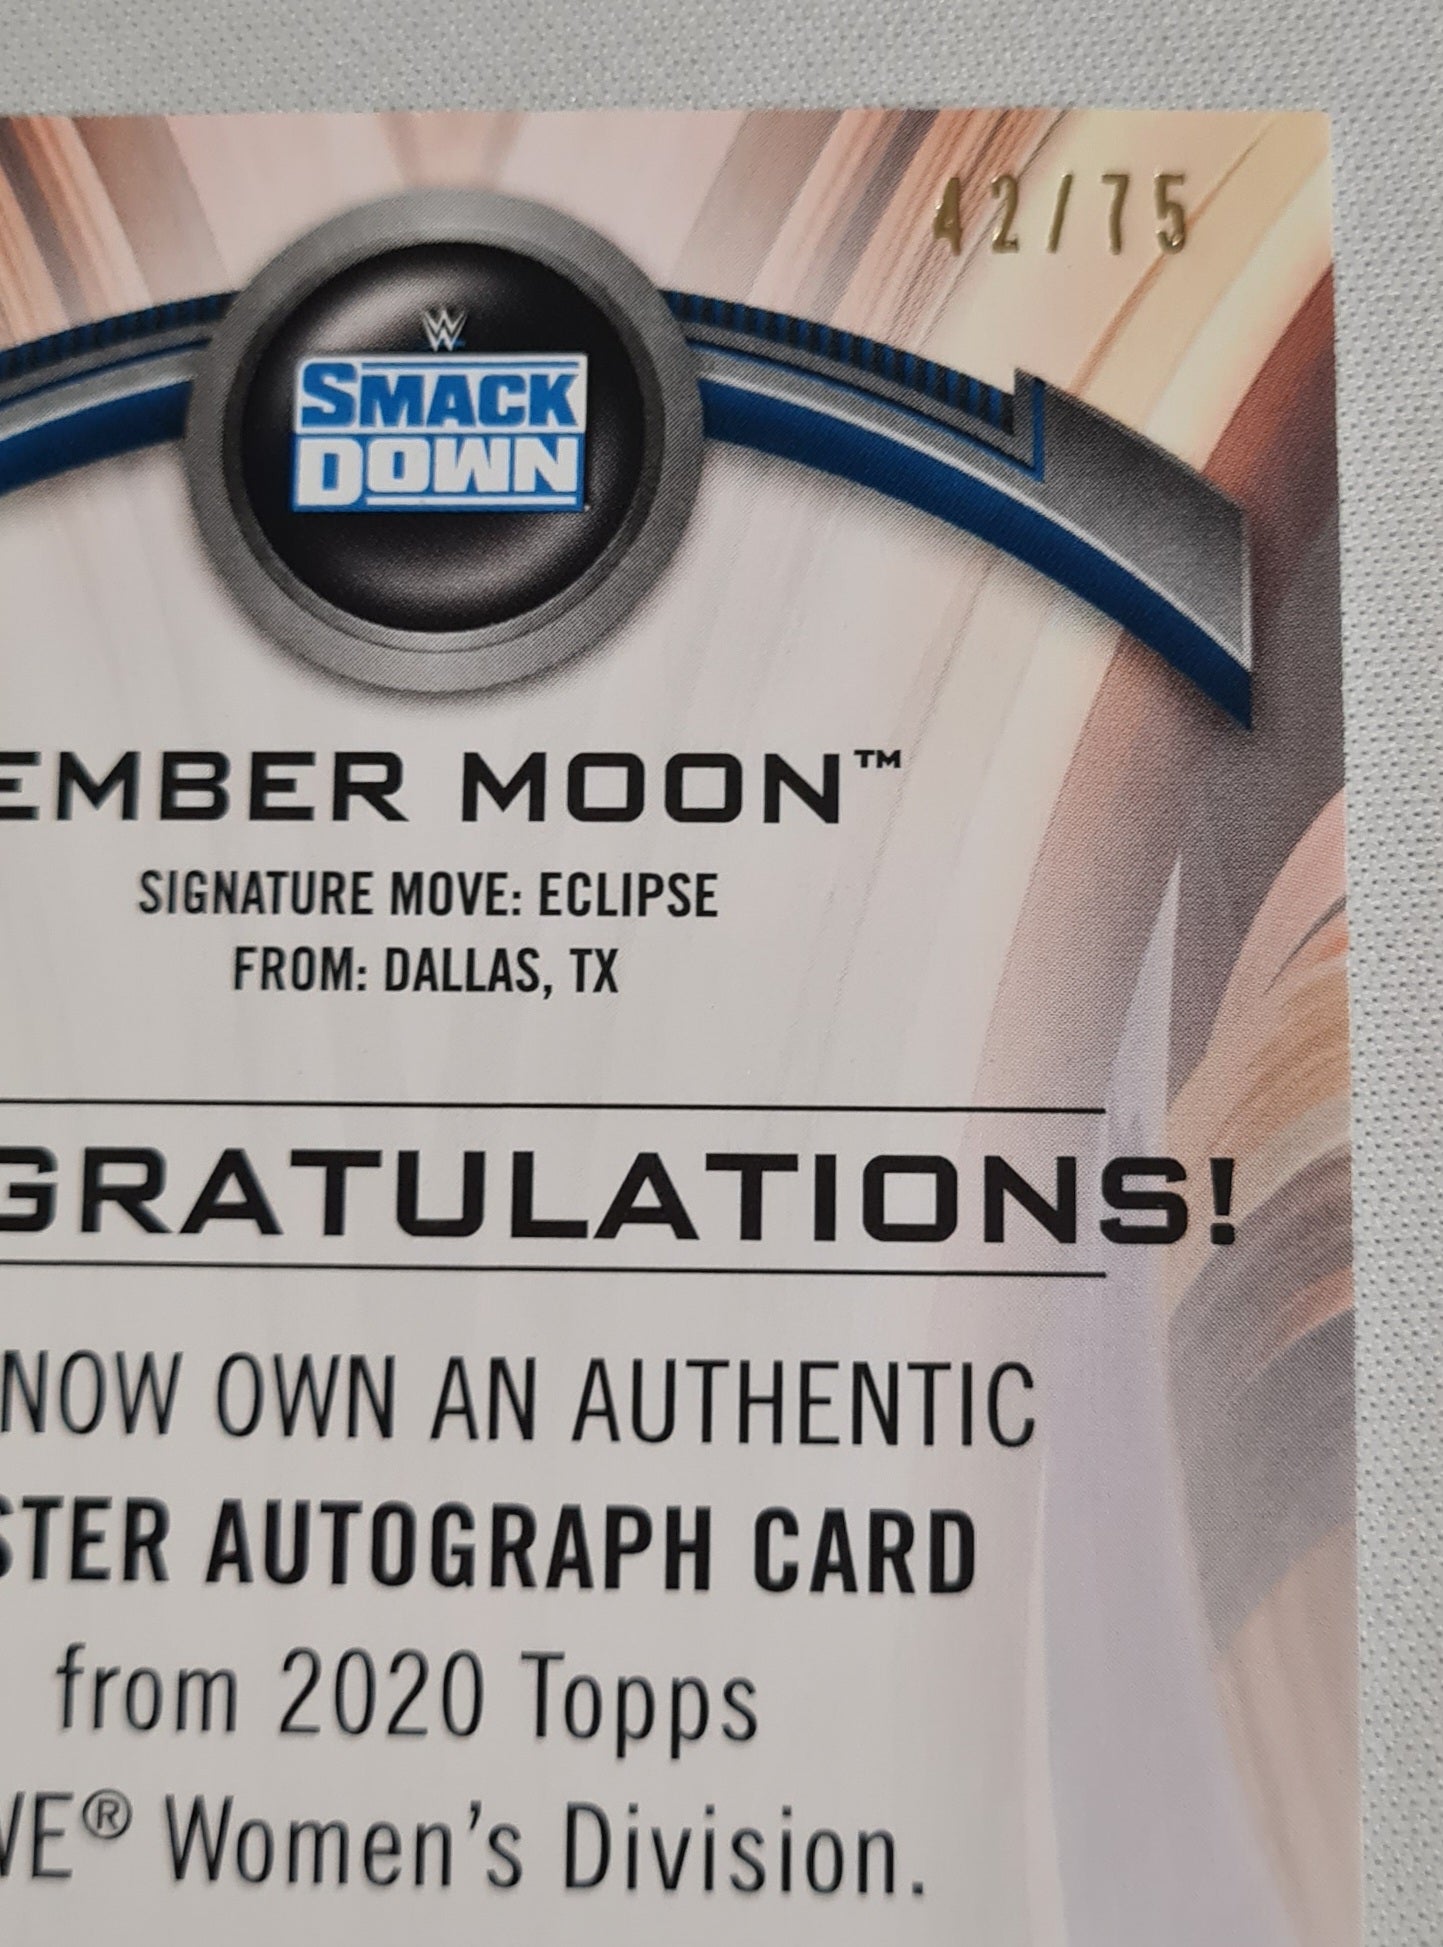 42/75
W
SMACK
DOWN
EMBER MOON™
SIGNATURE MOVE: ECLIPSE
FROM: DALLAS, TX
GRATULATIONS!
NOW OWN AN AUTHENTIC
STER AUTOGRAPH CARD
from 2020 Topps
WE® Women's Division.